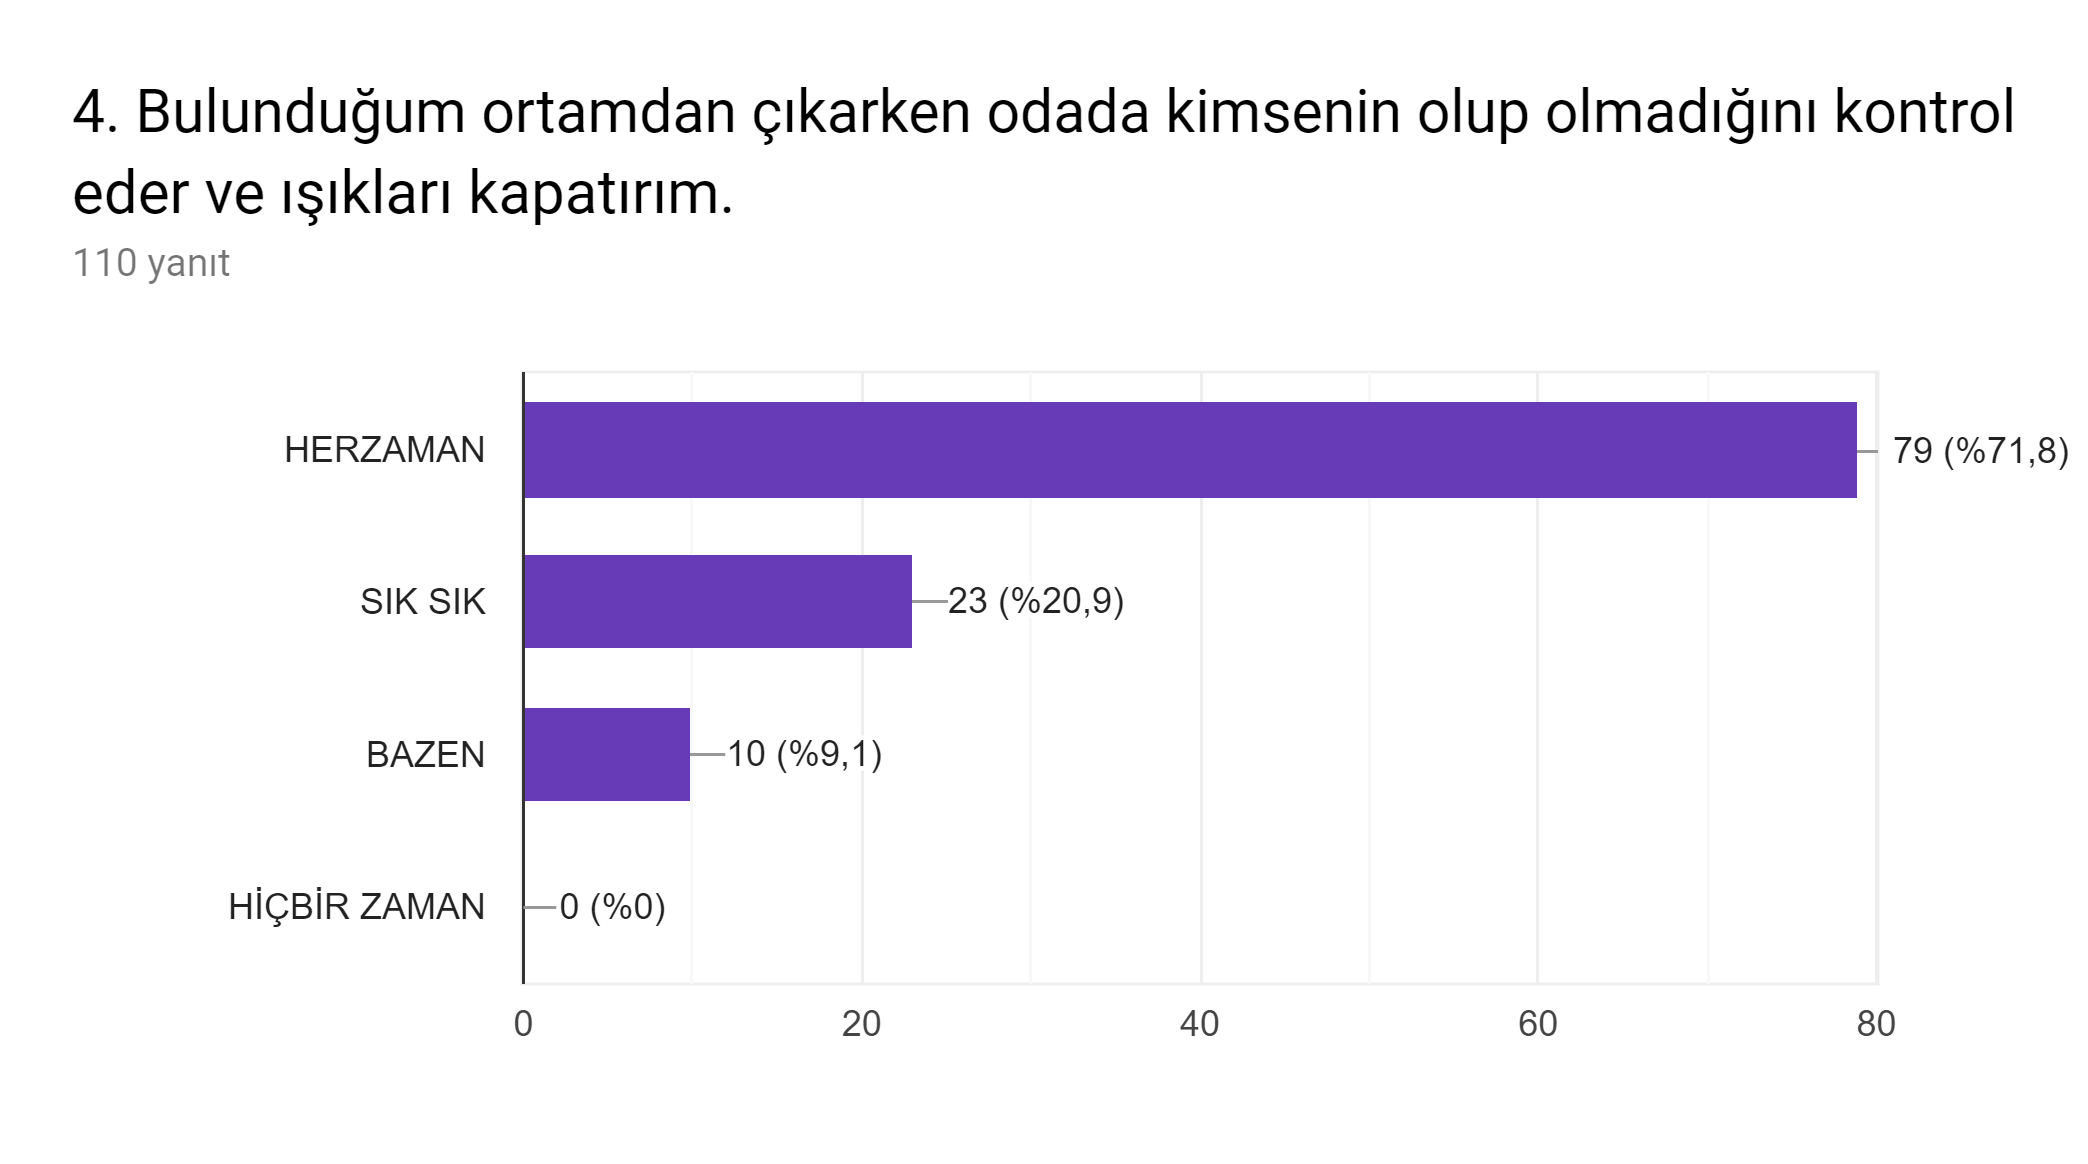 4. Bulunduğum ortamdan çıkarken odada kimsenin olup olmadığını kontrol
eder ve ışıkları kapatırım.
110 yanıt
HERZAMAN 79 (%71,8)
SIK SIK 23 (%20,9)
BAZEN 10 (%9,1)
HİÇBİR ZAMAN 0 (%0)
0 20 40 60 80